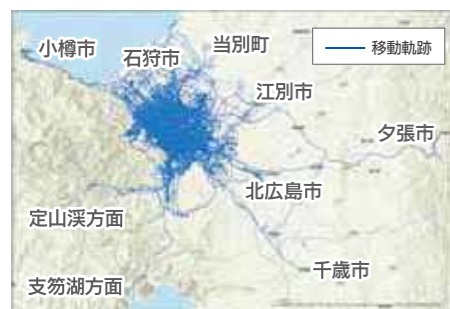 小樽市
石狩市
当別町
移動軌跡
江別市
夕張市
北広島市
定山渓方面
千歳市
支笏湖方面